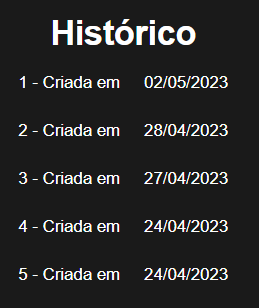 Histórico
1 - Criada em 02/05/2023
2 - Criada em 28/04/2023
3 - Criada em 27/04/2023
4 - Criada em 24/04/2023
5 - Criada em 24/04/2023